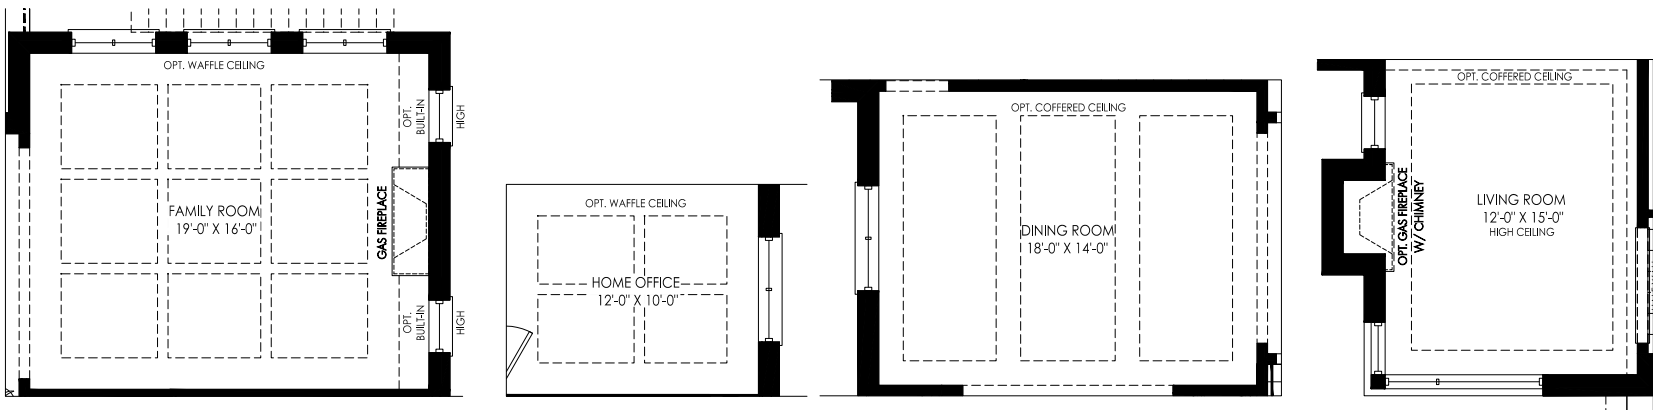 OPT. WAFFLE CEILING
OPT.
BUILT-IN
HIGH
FAMILY ROOM
19'-0" X 16'-0"
GAS FIREPLACE
OPT.
BUILT-IN
HIGH
OPT. WAFFLE CEILING
HOME OFFICE
12'-0" X 10'-0"
OPT. COFFERED CEILING
DINING ROOM
18'-0" X 14'-0"
OPT. COFFERED CEILING
OPT. GAS FIREPLACE
W/ CHIMNEY
LIVING ROOM
12'-0" X 15'-0"
HIGH CEILING